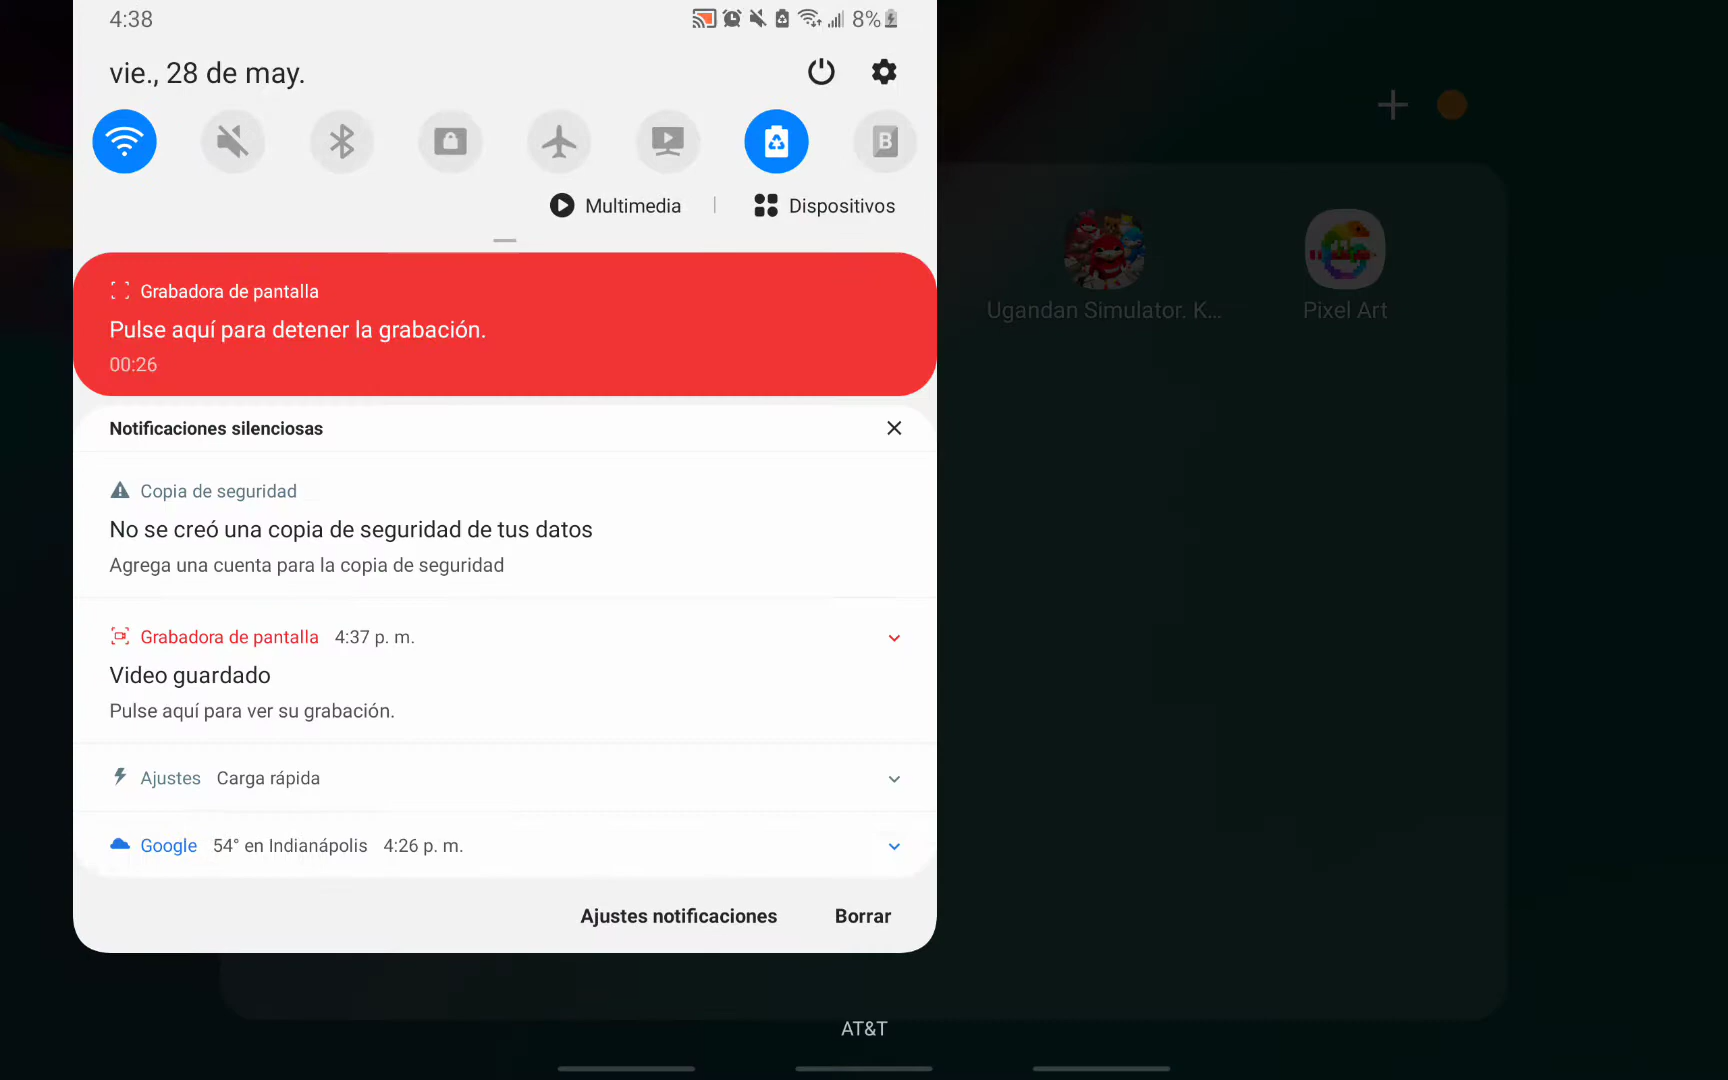 4:38
8%
vie., 28 de may.
B
Multimedia
Dispositivos
Grabadora de pantalla
Pulse aquí para detener la grabación.
00:26
Notificaciones silenciosas
Copia de seguridad
No se creó una copia de seguridad de tus datos
Agrega una cuenta para la copia de seguridad
Grabadora de pantalla 4:37 p. m.
Video guardado
Pulse aquí para ver su grabación.
Ajustes Carga rápida
Google 54° en Indianápolis 4:26 p. m.
Ajustes notificaciones
Borrar
Ugandan Simulator. K...
Pixel Art
AT&T